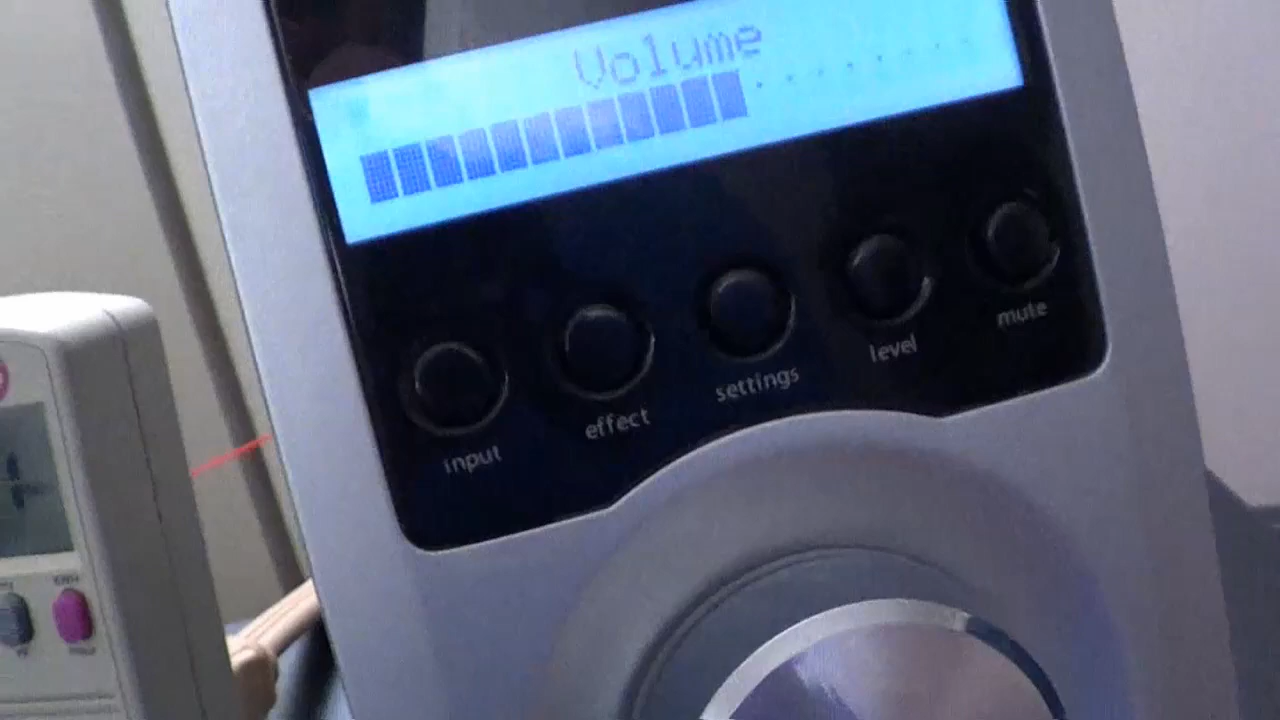 Volume
input
effect
settings
level
mute